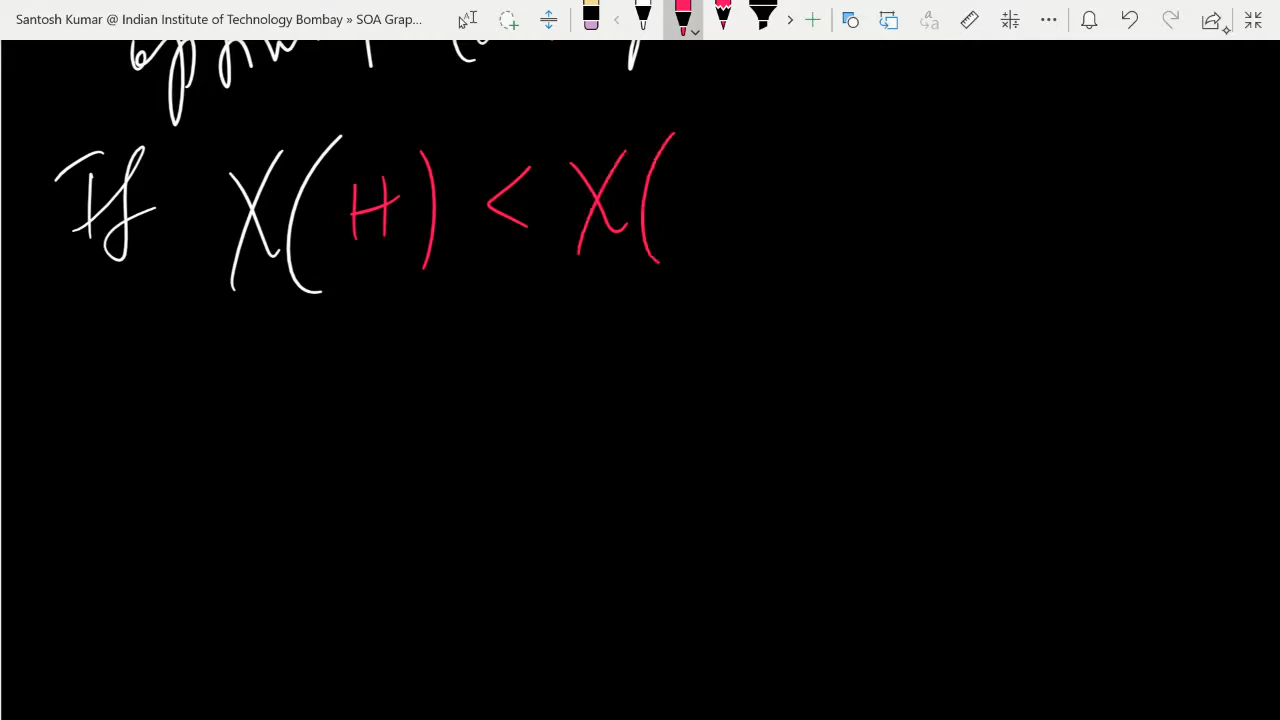 Santosh Kumar @ Indian Institute of Technology Bombay » SOA Grap...
If X(H) < X(